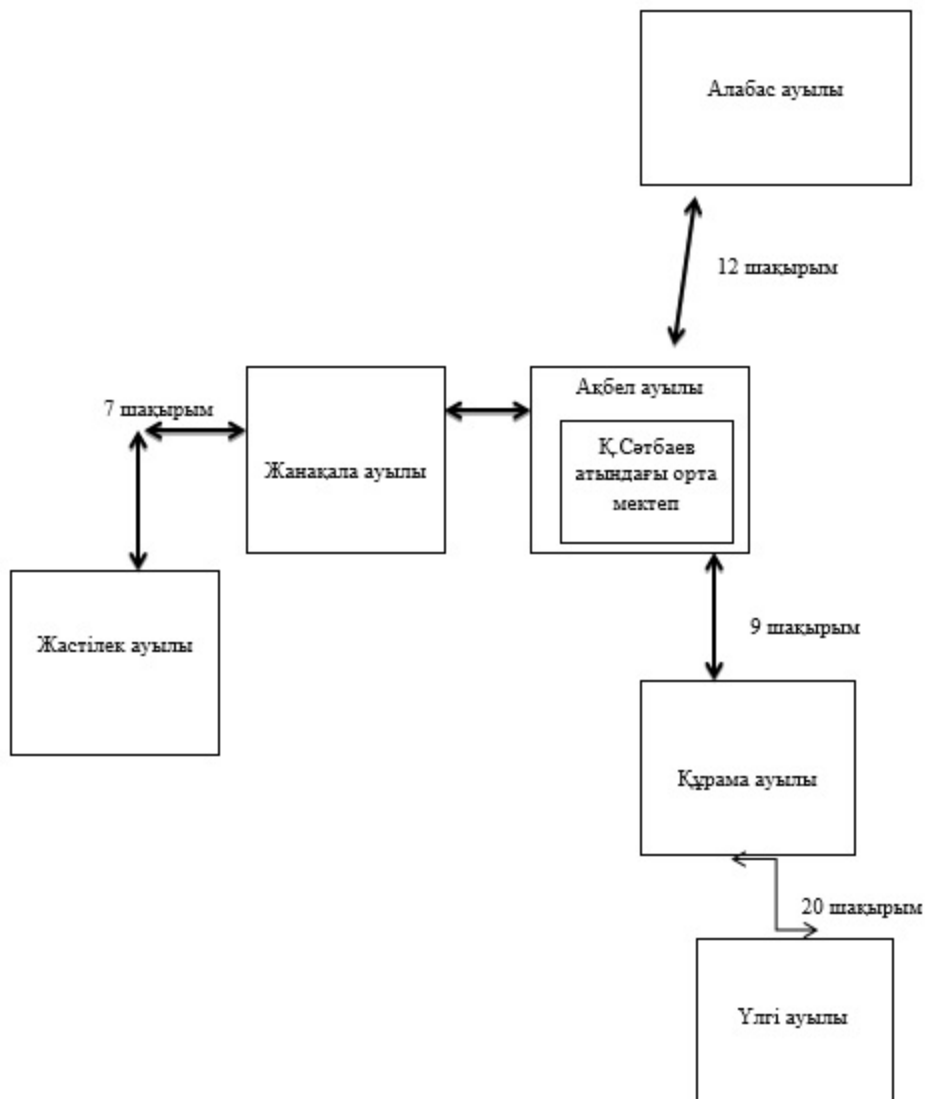 Алабас ауылы
12 шақырым
Ақбел ауылы
7 шақырым
Қ.Сәтбаев
атындағы орта
мектеп
Жанақала ауылы
9 шақырым
Жастілек ауылы
Құрама ауылы
20 шақырым
Үлгі ауылы